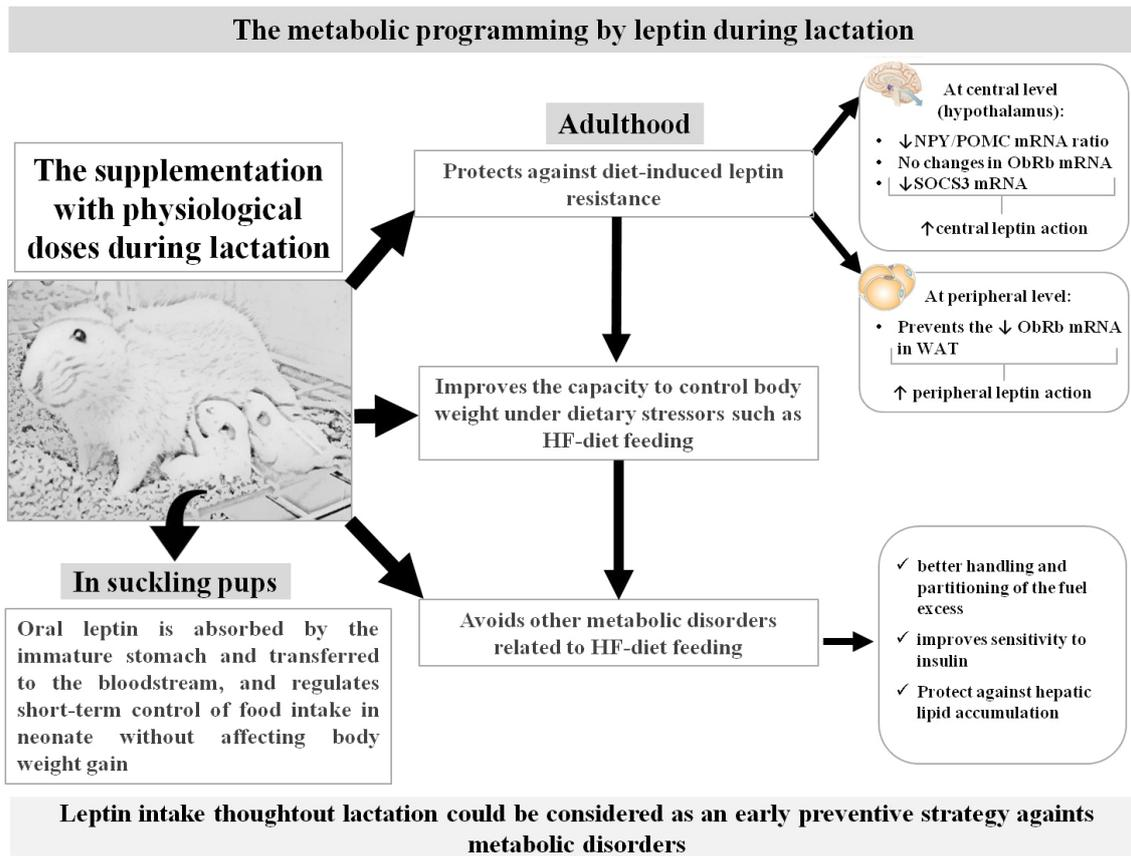 The metabolic programming by leptin during lactation
The supplementation
with physiological
doses during lactation
In suckling pups
Oral leptin is absorbed by the
immature stomach and transferred
to the bloodstream, and regulates
short-term control of food intake in
neonate without affecting body
weight gain
Adulthood
Protects against diet-induced leptin
resistance
Improves the capacity to control body
weight under dietary stressors such as
HF-diet feeding
Avoids other metabolic disorders
related to HF-diet feeding
At central level
(hypothalamus):
• ↓NPY/POMC mRNA ratio
• No changes in ObRb mRNA
• ↓SOCS3 mRNA
↑central leptin action
At peripheral level:
• Prevents the ↓ ObRb mRNA
in WAT
↑ peripheral leptin action
✓ better handling and
partitioning of the fuel
excess
✓ improves sensitivity to
insulin
✓ Protect against hepatic
lipid accumulation
Leptin intake thoughtout lactation could be considered as an early preventive strategy againts
metabolic disorders